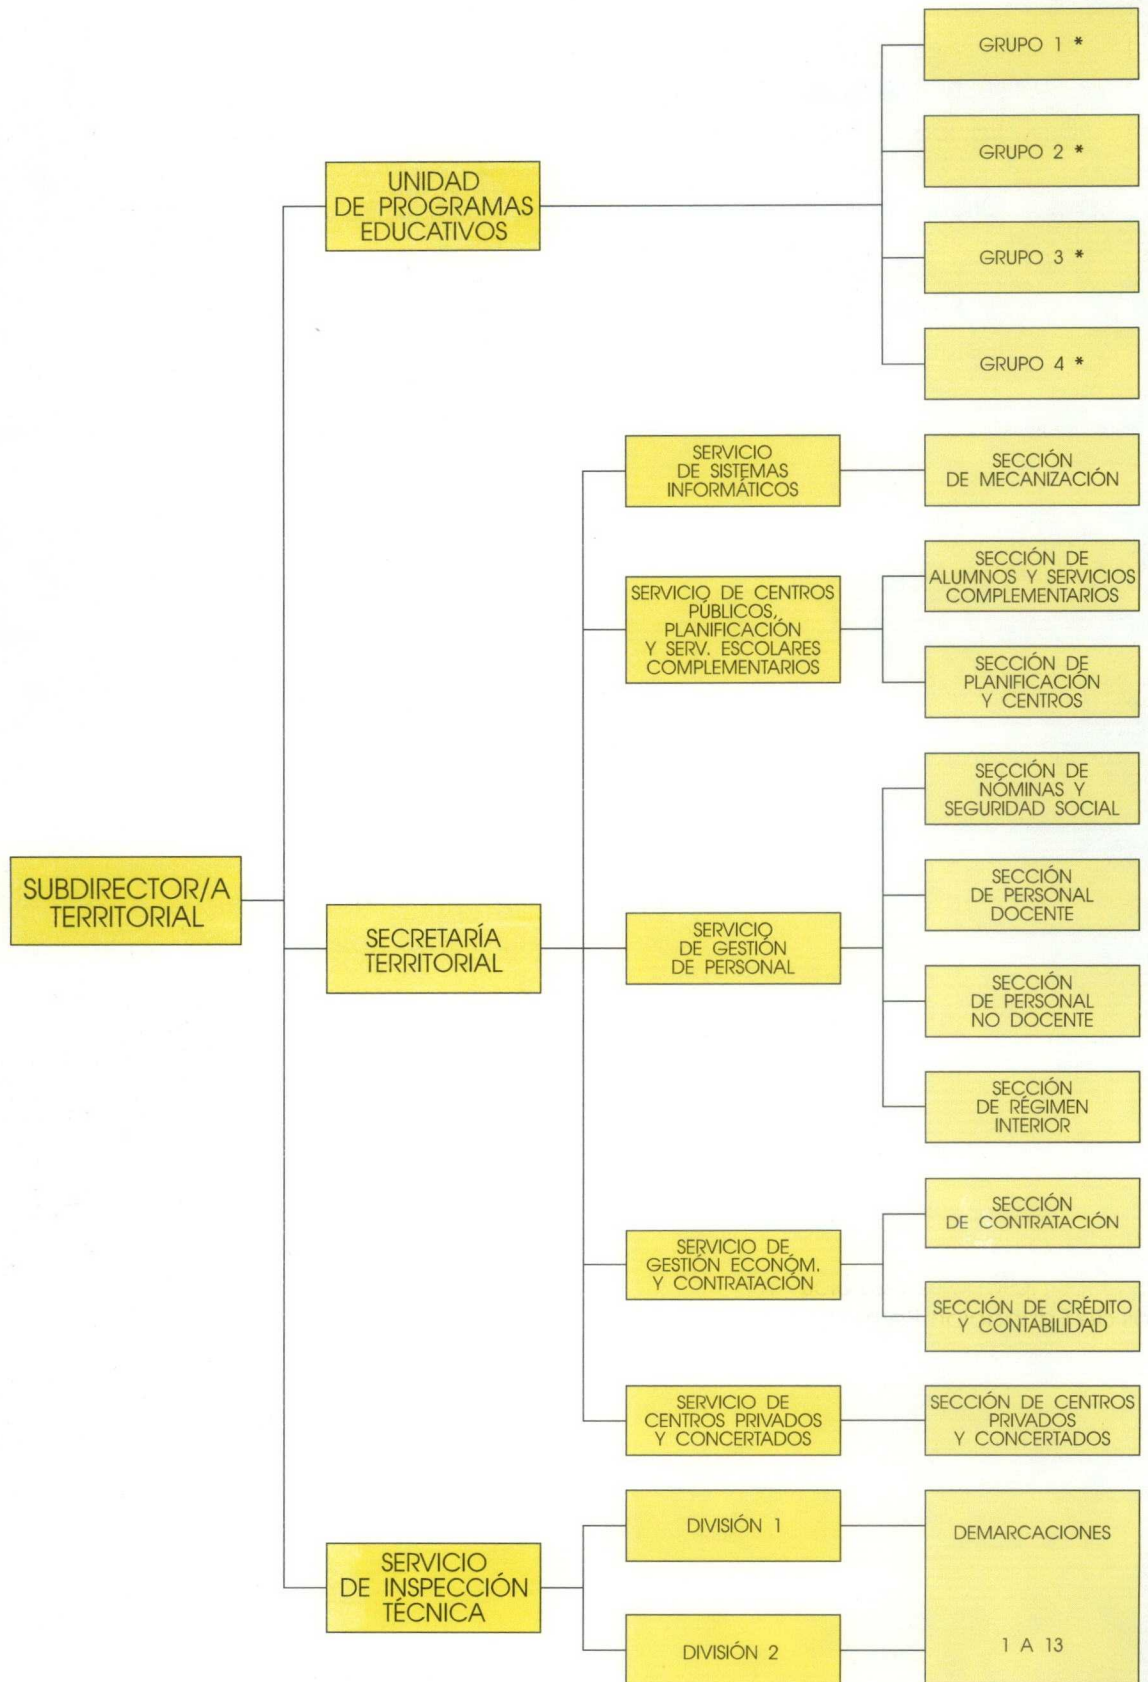 GRUPO 1 *
GRUPO 2 *
UNIDAD
DE PROGRAMAS
EDUCATIVOS
GRUPO 3 *
GRUPO 4 *
SERVICIO
DE SISTEMAS
INFORMÁTICOS
SECCIÓN
DE MECANIZACIÓN
SERVICIO DE CENTROS
PÚBLICOS,
PLANIFICACIÓN
Y SERV. ESCOLARES
COMPLEMENTARIOS
SECCIÓN DE
ALUMNOS Y SERVICIOS
COMPLEMENTARIOS
SECCIÓN DE
PLANIFICACIÓN
Y CENTROS
SUBDIRECTOR/A
TERRITORIAL
SECRETARÍA
TERRITORIAL
SERVICIO
DE GESTIÓN
DE PERSONAL
SECCIÓN DE
NÓMINAS Y
SEGURIDAD SOCIAL
SECCIÓN
DE PERSONAL
DOCENTE
SECCIÓN
DE PERSONAL
NO DOCENTE
SECCIÓN
DE RÉGIMEN
INTERIOR
SERVICIO DE
GESTIÓN ECONÓM.
Y CONTRATACIÓN
SECCIÓN
DE CONTRATACIÓN
SECCIÓN DE CRÉDITO
Y CONTABILIDAD
SERVICIO DE
CENTROS PRIVADOS
Y CONCERTADOS
SECCIÓN DE CENTROS
PRIVADOS
Y CONCERTADOS
SERVICIO
DE INSPECCIÓN
TÉCNICA
DIVISIÓN 1
DIVISIÓN 2
DEMARCACIONES
1 A 13